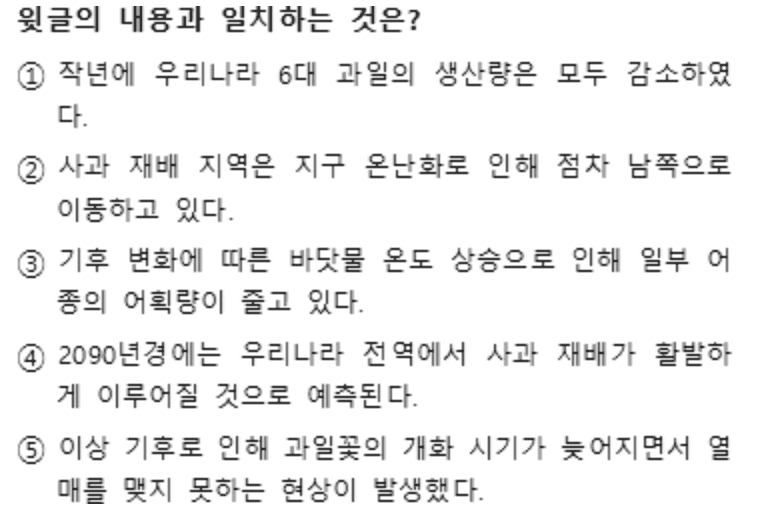 윗글의 내용과 일치하는 것은?
① 작년에 우리나라 6대 과일의 생산량은 모두 감소하였
다.
② 사과 재배 지역은 지구 온난화로 인해 점차 남쪽으로
이동하고 있다.
③ 기후 변화에 따른 바닷물 온도 상승으로 인해 일부 어
종의 어획량이 줄고 있다.
④ 2090년경에는 우리나라 전역에서 사과 재배가 활발하
게 이루어질 것으로 예측된다.
⑤ 이상 기후로 인해 과일꽃의 개화 시기가 늦어지면서 열
매를 맺지 못하는 현상이 발생했다.